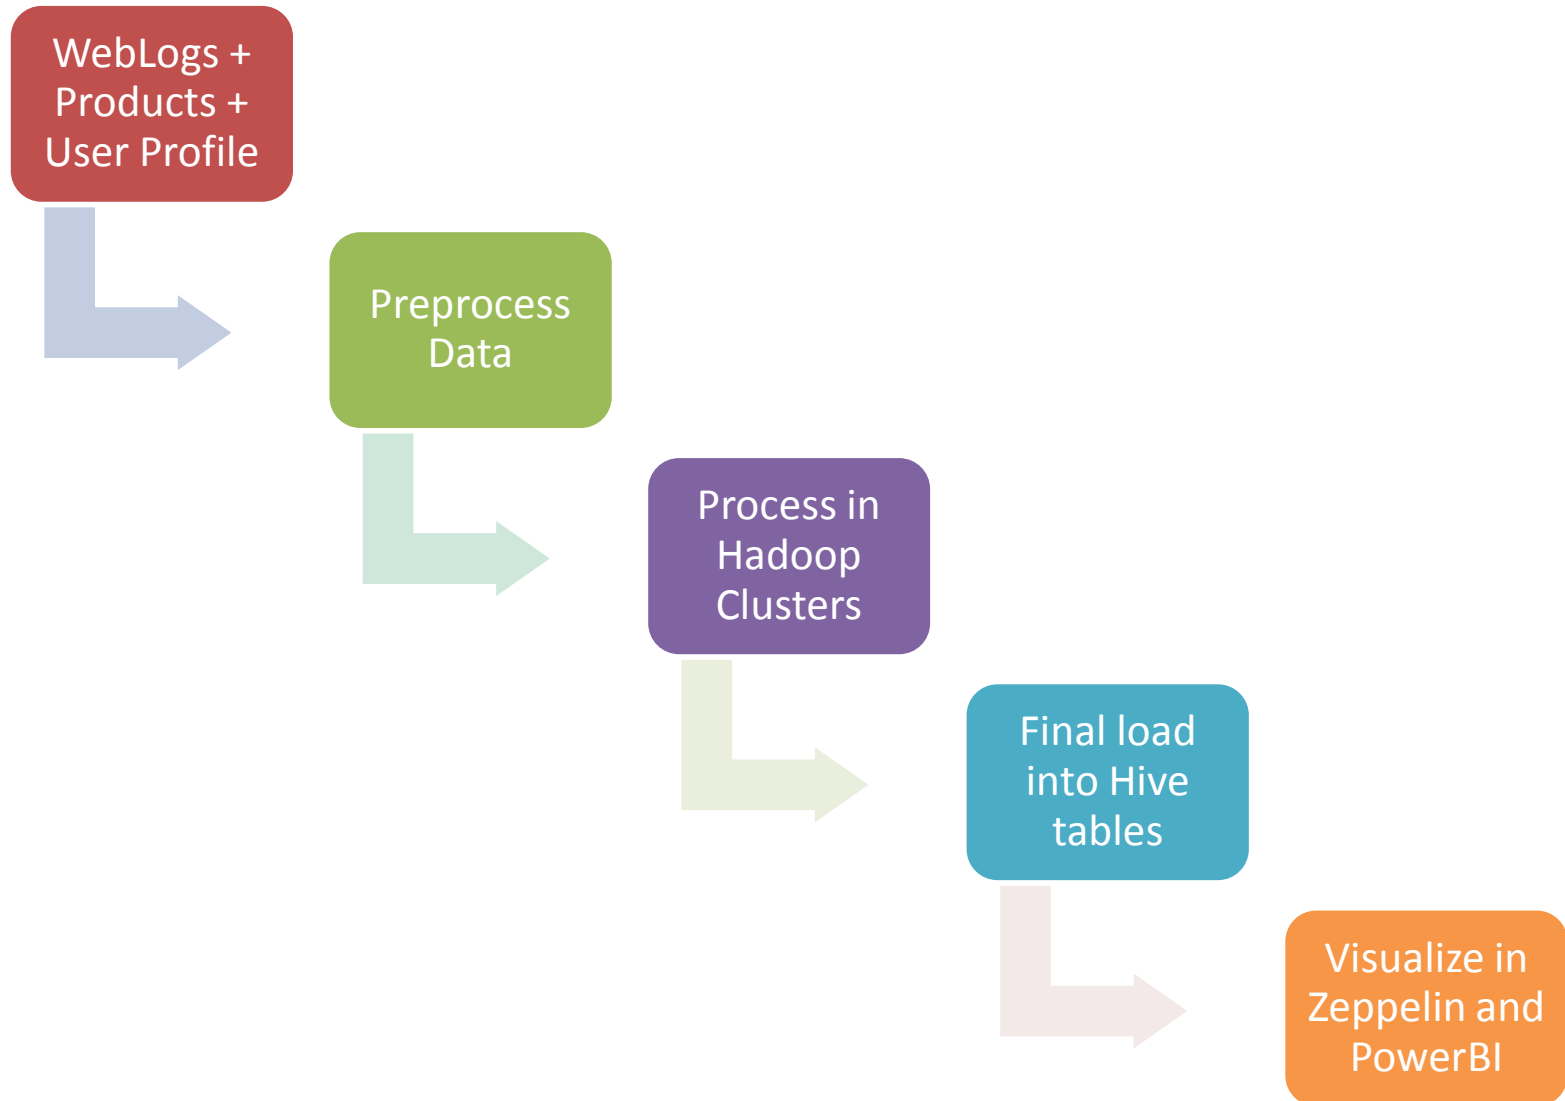 WebLogs +
Products +
User Profile
Preprocess
Data
Process in
Hadoop
Clusters
Final load
into Hive
tables
Visualize in
Zeppelin and
PowerBI